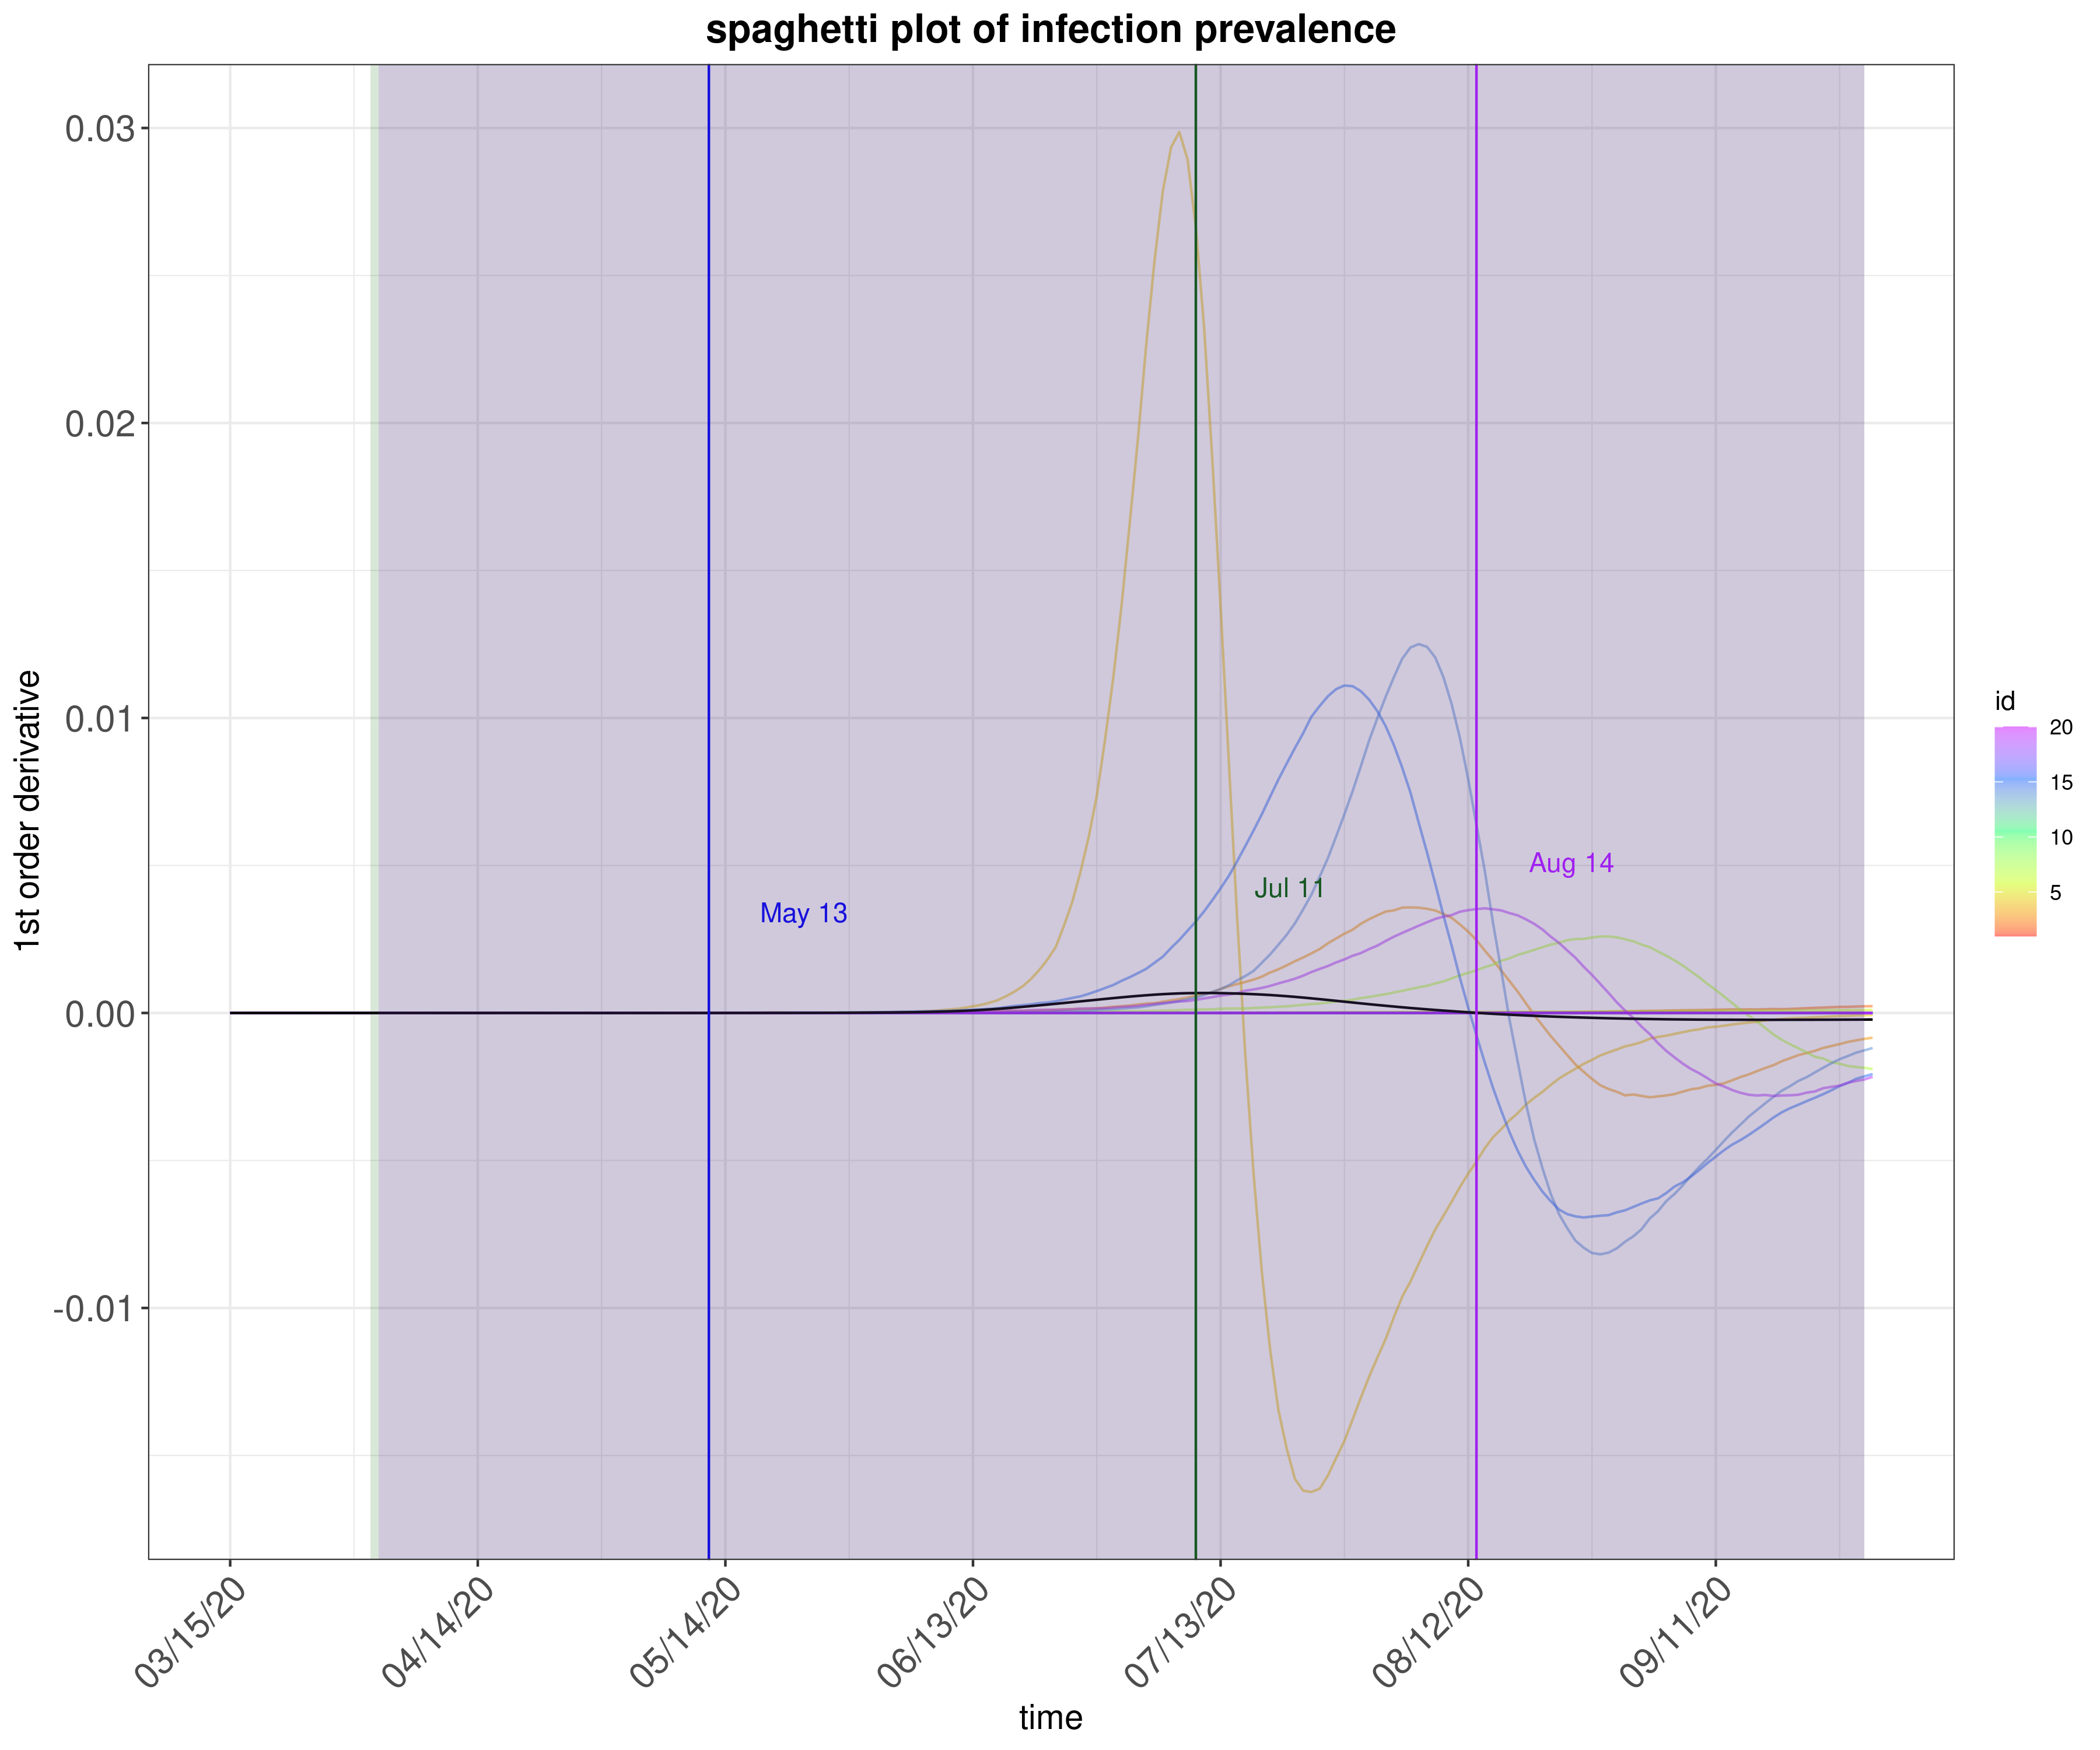 spaghetti plot of infection prevalence
1st order derivative
0.03
0.02
0.01
0.00
-0.01
May 13
Jul 11
Aug 14
03/15/20
04/14/20
05/14/20
06/13/20
07/13/20
08/12/20
09/11/20
time
id
20
15
10
5